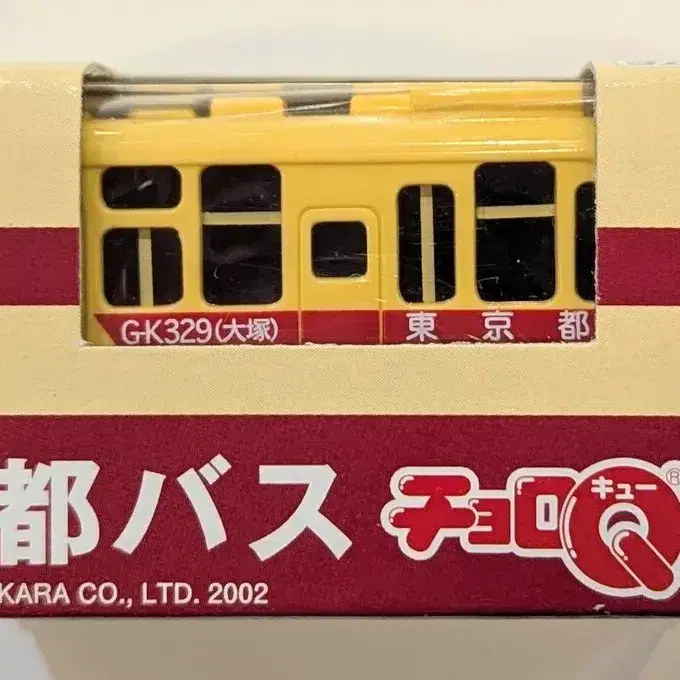 G-K329(大塚)
東京都
都バス
チョロQ
キュー
®
KARA CO., LTD. 2002